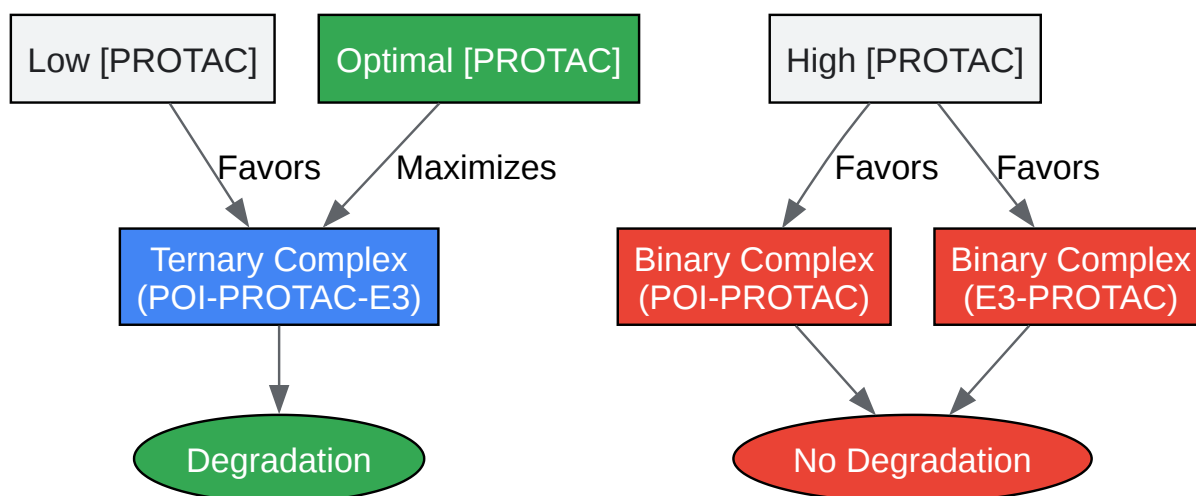 Low [PROTAC]
Optimal [PROTAC]
High [PROTAC]
Favors
Maximizes
Favors
Favors
Ternary Complex
(POI-PROTAC-E3)
Binary Complex
(POI-PROTAC)
Binary Complex
(E3-PROTAC)
Degradation
No Degradation